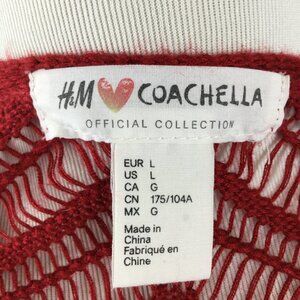 H&M COACHELLA
OFFICIAL COLLECTION
EUR L
US L
CA G
CN 175/104A
MX G
Made in
China
Fabriqué en
Chine